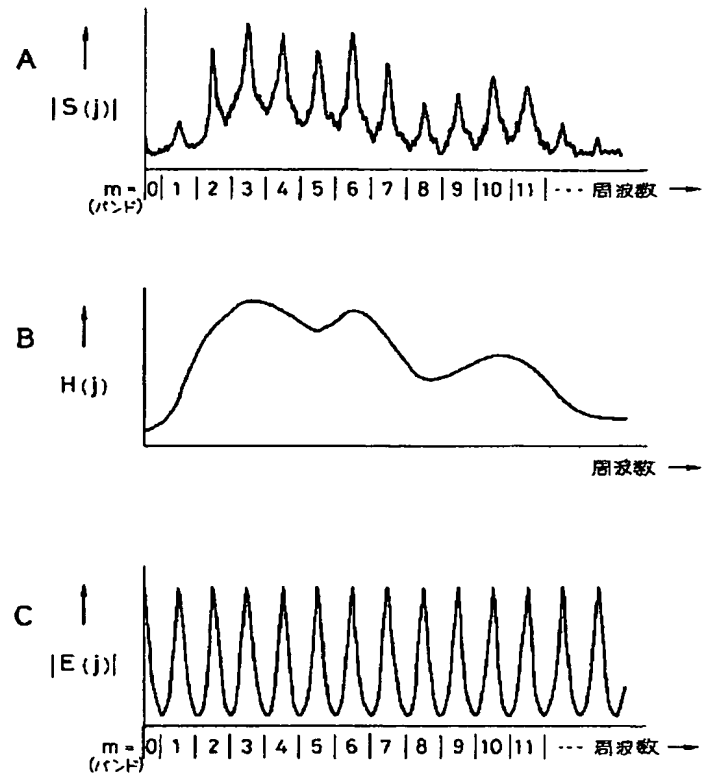 A
|S(j)|
m= 0 | 1 | 2 | 3 | 4 | 5 | 6 | 7 | 8 | 9 | 10 | 11 | ... 周波数 →
(バンド)
B
H(j)
周波数 →
C
|E(j)|
m= 0 | 1 | 2 | 3 | 4 | 5 | 6 | 7 | 8 | 9 | 10 | 11 | ... 周波数 →
(バンド)